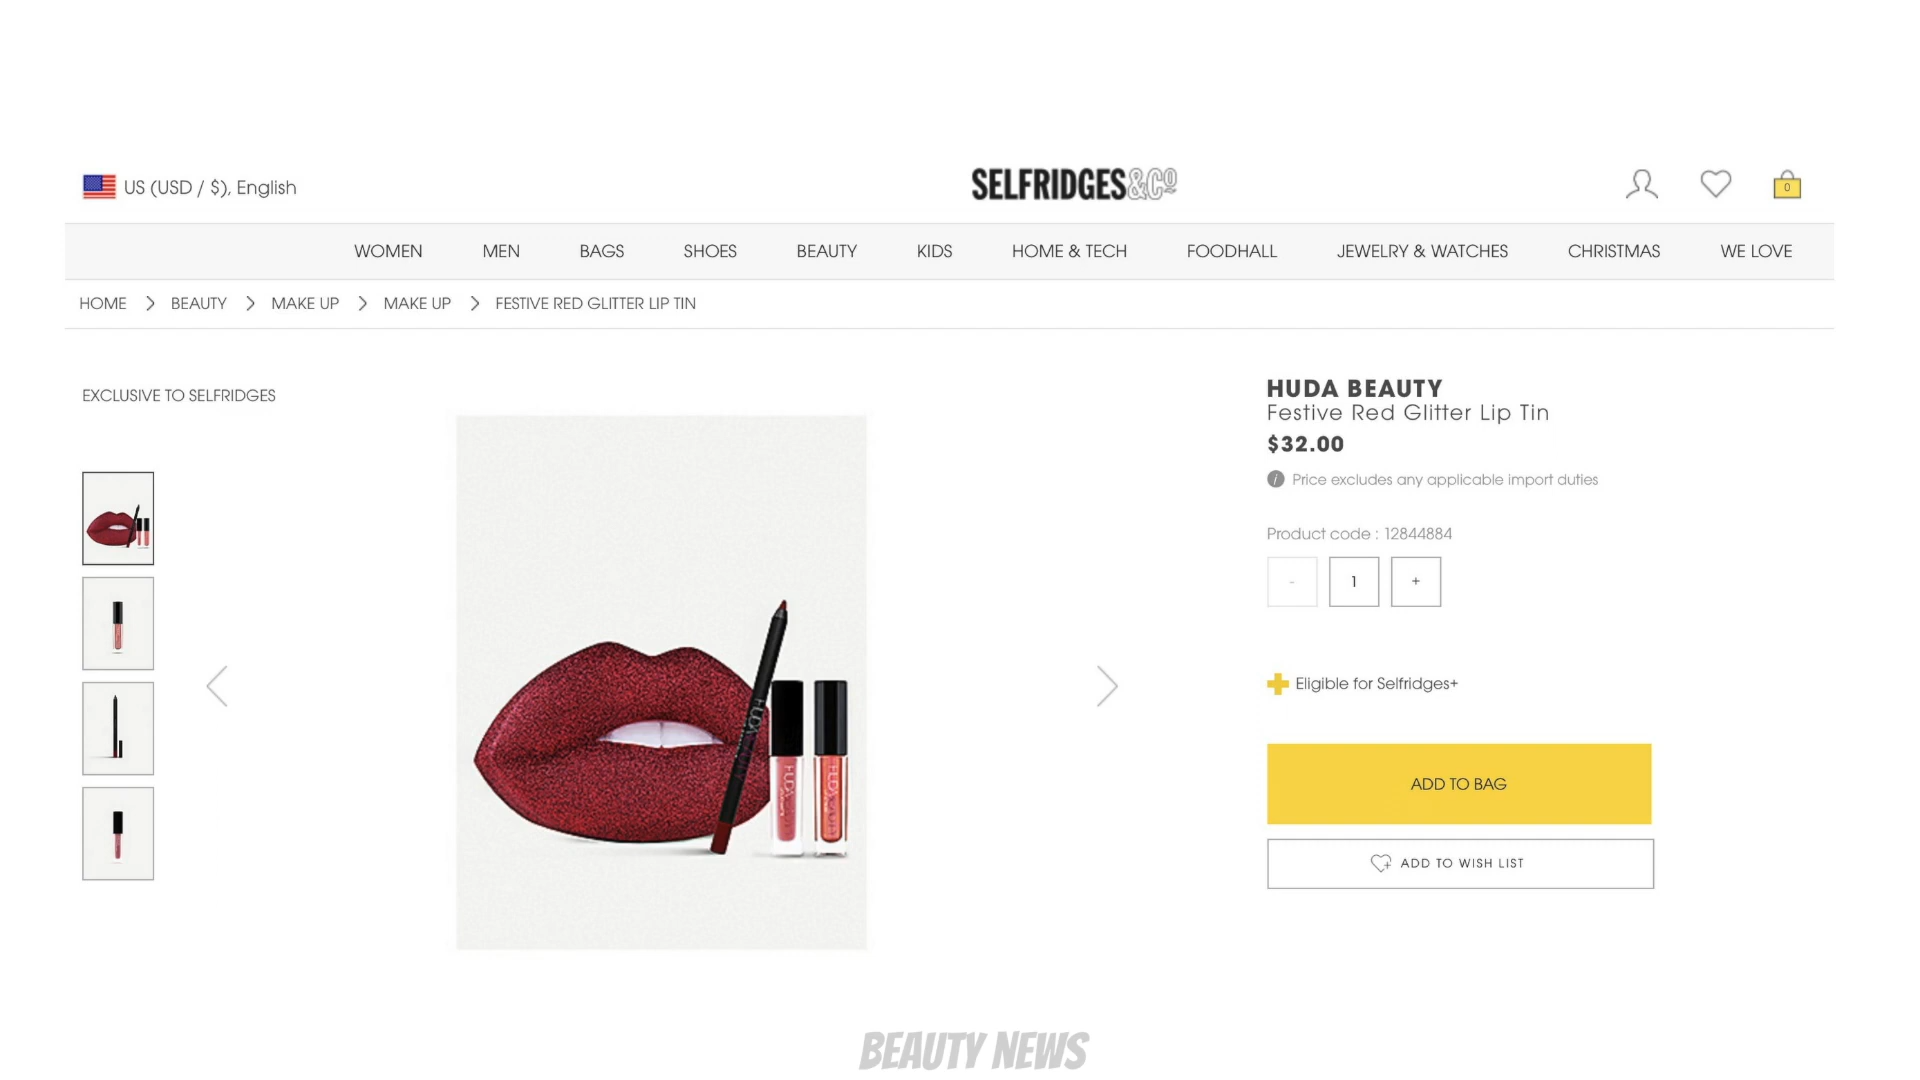 US (USD / $), English
SELFRIDGES&CO
0
WOMEN MEN BAGS SHOES BEAUTY KIDS HOME & TECH FOODHALL JEWELRY & WATCHES CHRISTMAS WE LOVE
HOME > BEAUTY > MAKE UP > MAKE UP > FESTIVE RED GLITTER LIP TIN
EXCLUSIVE TO SELFRIDGES
HUDA BEAUTY
Festive Red Glitter Lip Tin
$32.00
i Price excludes any applicable import duties
Product code : 12844884
- 1 +
Eligible for Selfridges+
ADD TO BAG
ADD TO WISH LIST
HUDA
HUDA
HUDA
BEAUTY NEWS